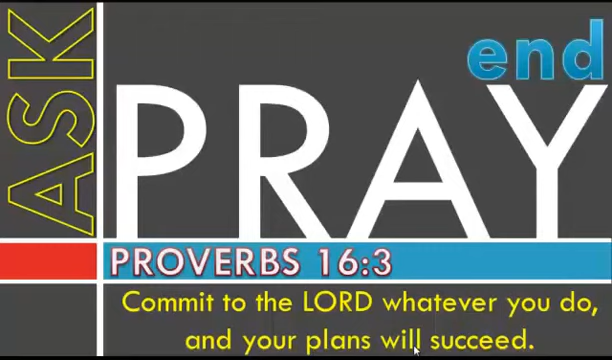 ASK
end
PRAY
PROVERBS 16:3
Commit to the LORD whatever you do,
and your plans will succeed.